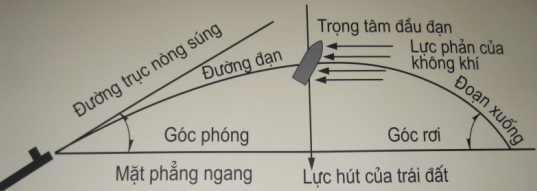 Trọng tâm đầu đạn
Đường trục nòng súng
Đường đạn
Lực phản của
không khí
Đoạn xuống
Góc phóng
Góc rơi
Mặt phẳng ngang
Lực hút của trái đất